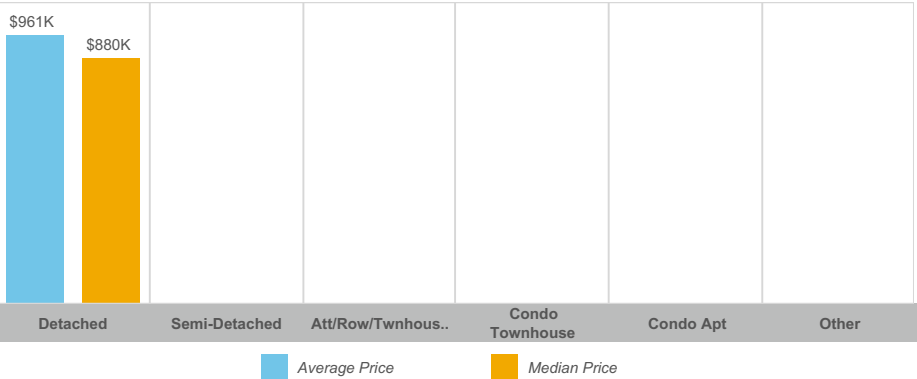 $961K
$880K
Detached
Semi-Detached
Att/Row/Twnhous..
Condo
Townhouse
Condo Apt
Other
Average Price
Median Price